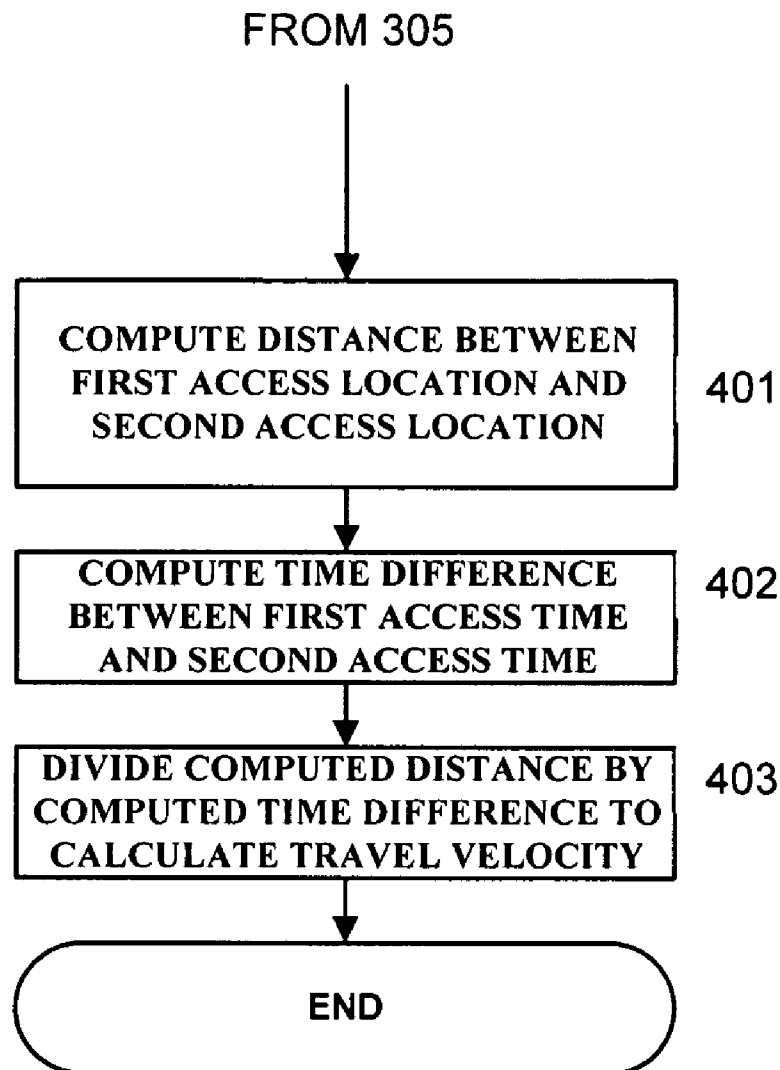 FROM 305
COMPUTE DISTANCE BETWEEN
FIRST ACCESS LOCATION AND
SECOND ACCESS LOCATION
401
COMPUTE TIME DIFFERENCE
BETWEEN FIRST ACCESS TIME
AND SECOND ACCESS TIME
402
DIVIDE COMPUTED DISTANCE BY
COMPUTED TIME DIFFERENCE TO
CALCULATE TRAVEL VELOCITY
403
END